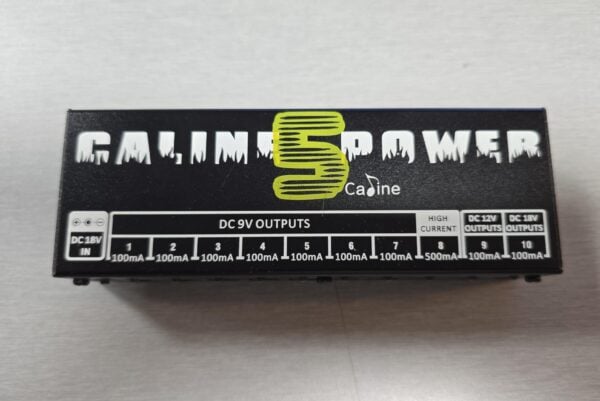 CALINE 5 POWER
Caline
DC 9V OUTPUTS
HIGH
CURRENT
DC 12V
OUTPUTS
DC 18V
OUTPUTS
DC 18V
IN
1 2 3 4 5 6 7 8 9 10
100mA 100mA 100mA 100mA 100mA 100mA 100mA 500mA 100mA 100mA